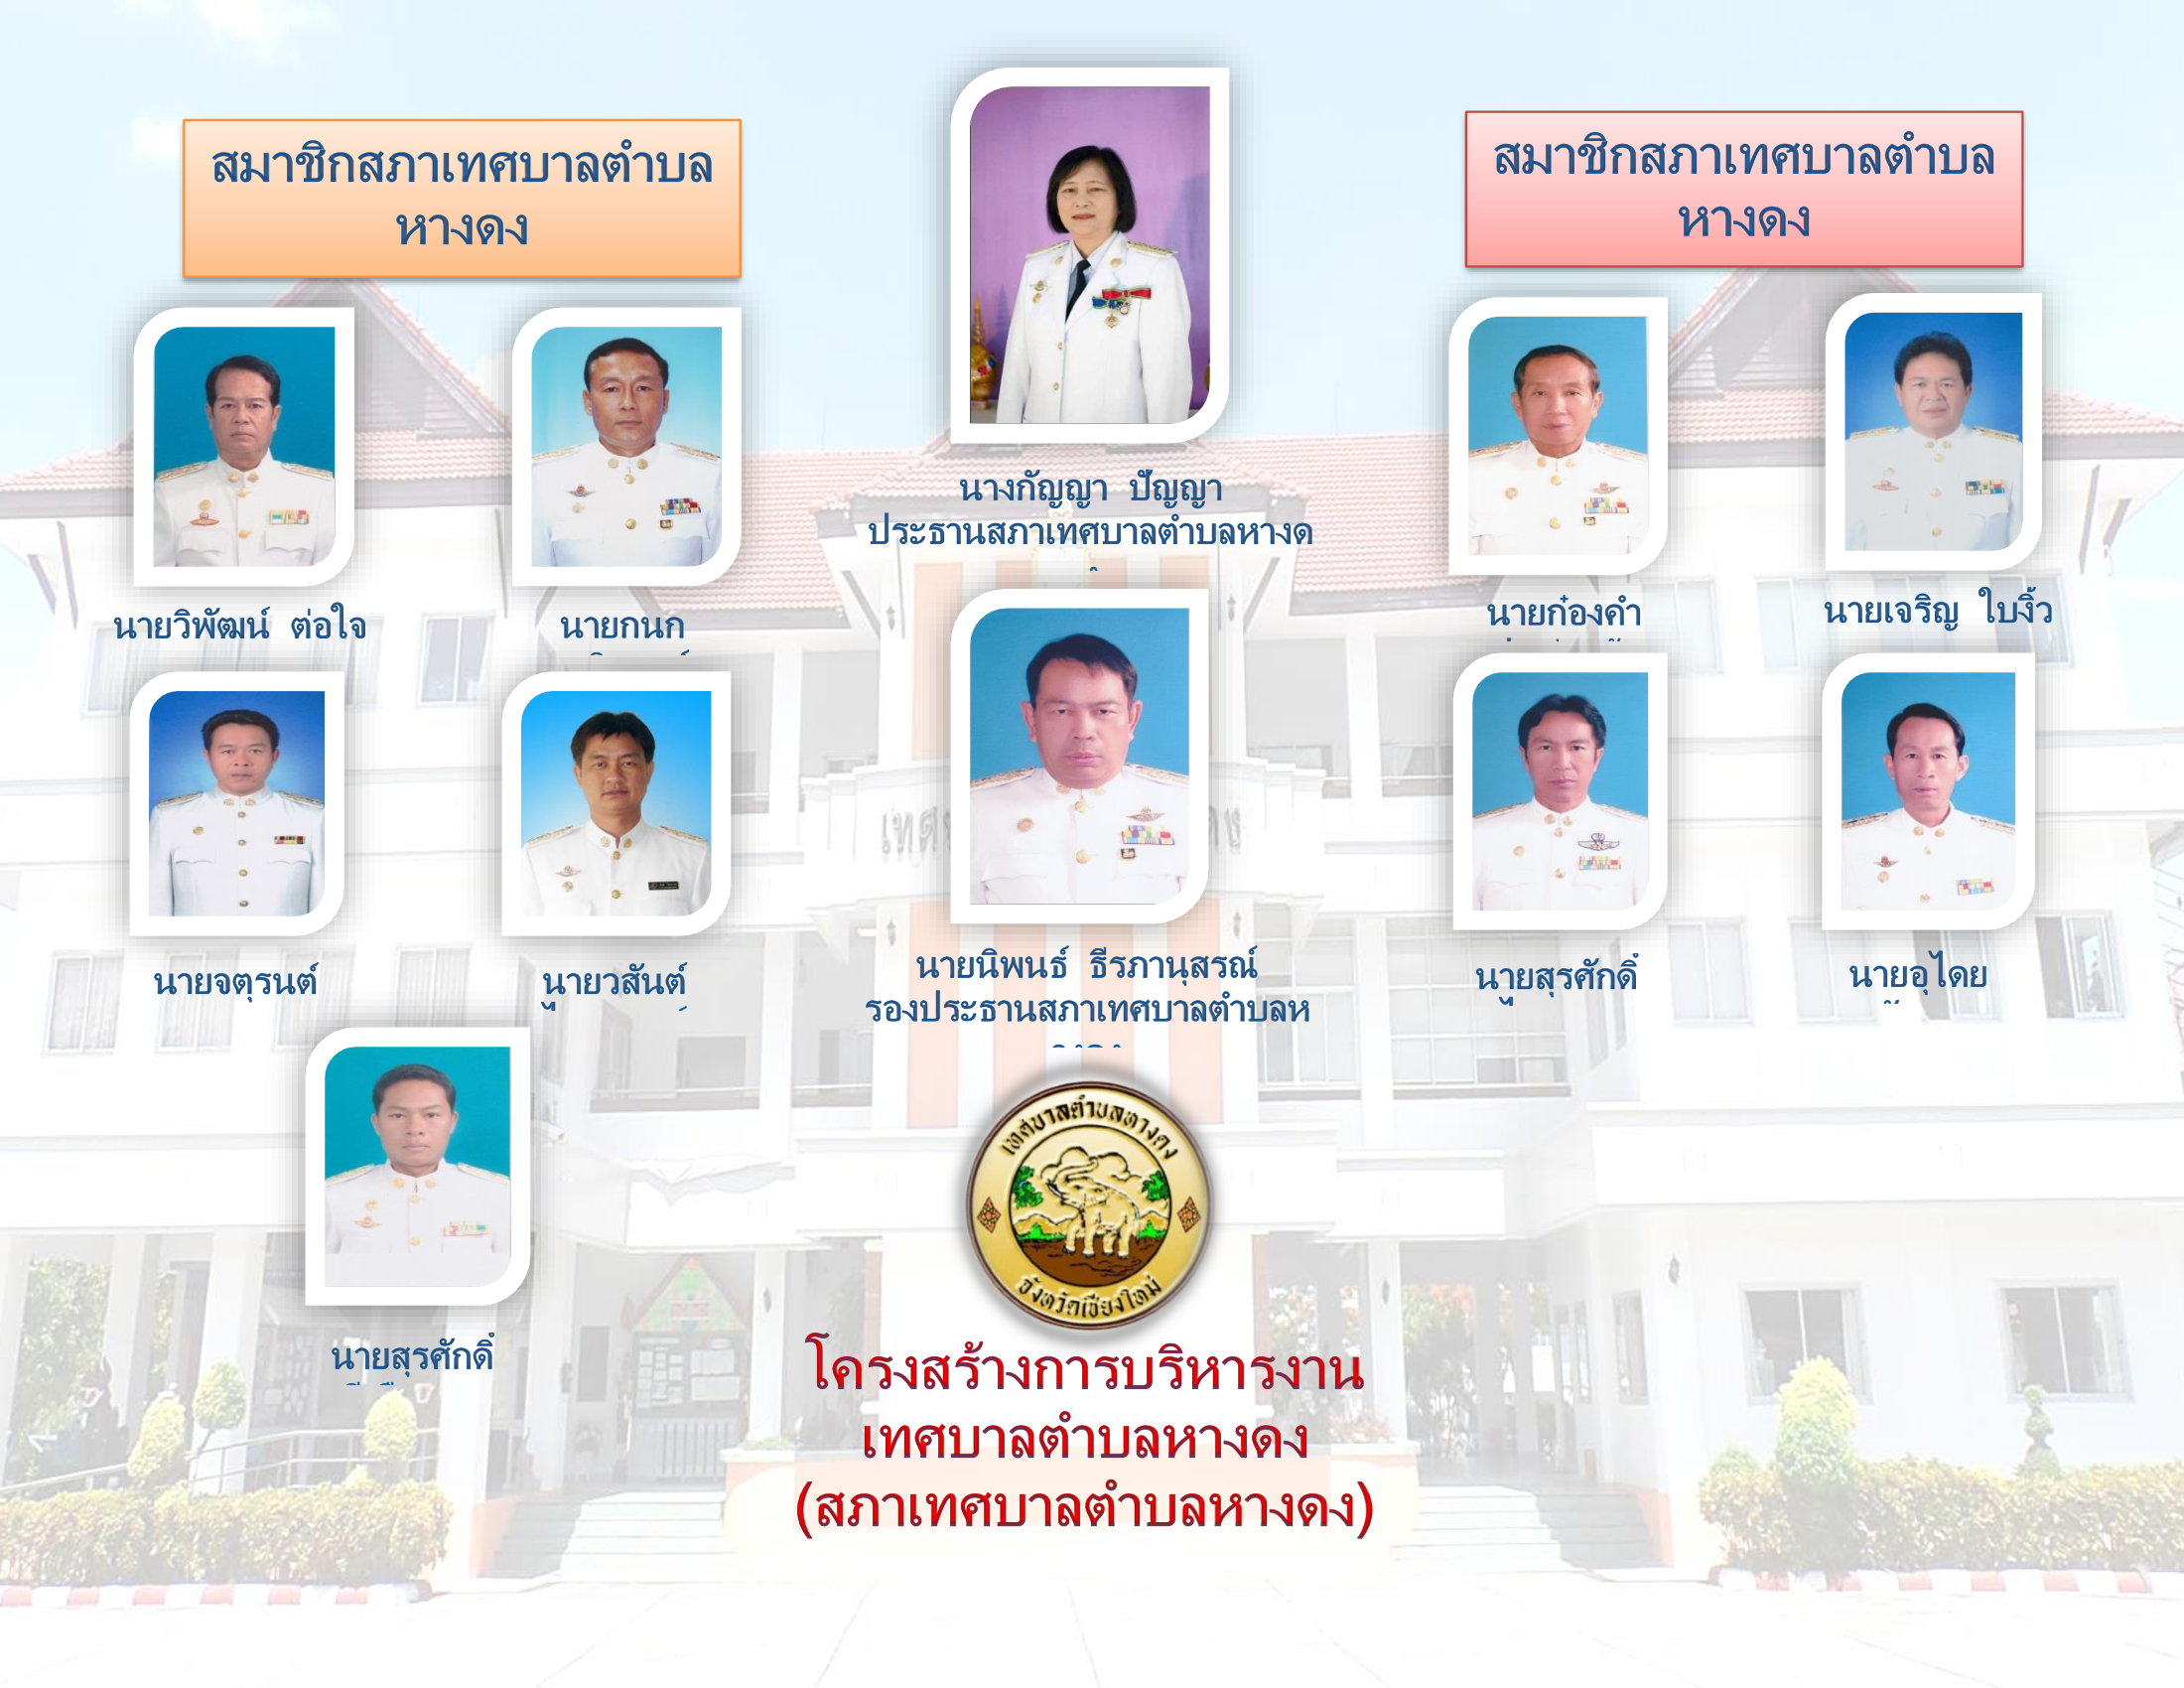 สมาชิกสภาเทศบาลตำบล
หางดง
สมาชิกสภาเทศบาลตำบล
หางดง
นางกัญญา ปัญญา
ประธานสภาเทศบาลตำบลหางด
นายวิพัฒน์ ต่อใจ
นายกนก
นายก๋องคำ
นายเจริญ ใบงิ้ว
นายจตุรนต์
นายวสันต์
นายนิพนธ์ ธีรภานุสรณ์
รองประธานสภาเทศบาลตำบลห
างดง
นายสุรศักดิ์
นายอุไดย
นายสุรศักดิ์
เทศบาลตำบลหางดง
จังหวัดเชียงใหม่
โครงสร้างการบริหารงาน
เทศบาลตำบลหางดง
(สภาเทศบาลตำบลหางดง)